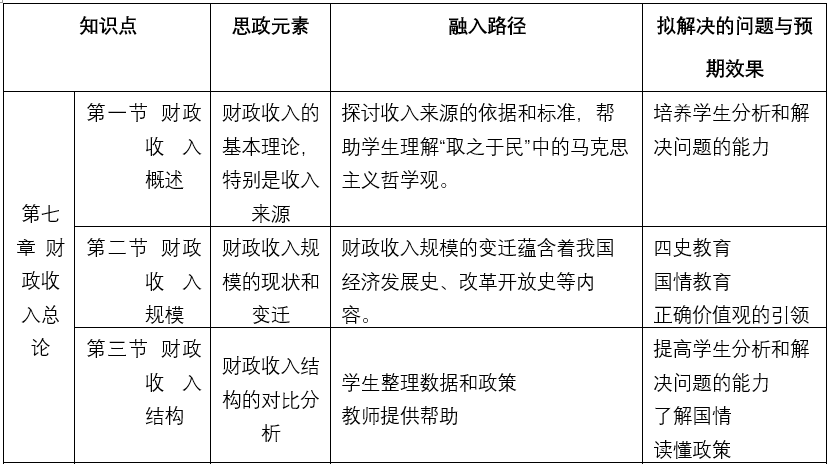 知识点
思政元素
融入路径
拟解决的问题与预
期效果
第七
章 财
政收
入总
论
第一节 财政
收 入
概述
财政收入的
基本理论，
特别是收入
来源
探讨收入来源的依据和标准，帮
助学生理解“取之于民”中的马克思
主义哲学观。
培养学生分析和解
决问题的能力
第二节 财政
收 入
规模
财政收入规
模的现状和
变迁
财政收入规模的变迁蕴含着我国
经济发展史、改革开放史等内
容。
四史教育
国情教育
正确价值观的引领
第三节 财政
收 入
结构
财政收入结
构的对比分
析
学生整理数据和政策
教师提供帮助
提高学生分析和解
决问题的能力
了解国情
读懂政策